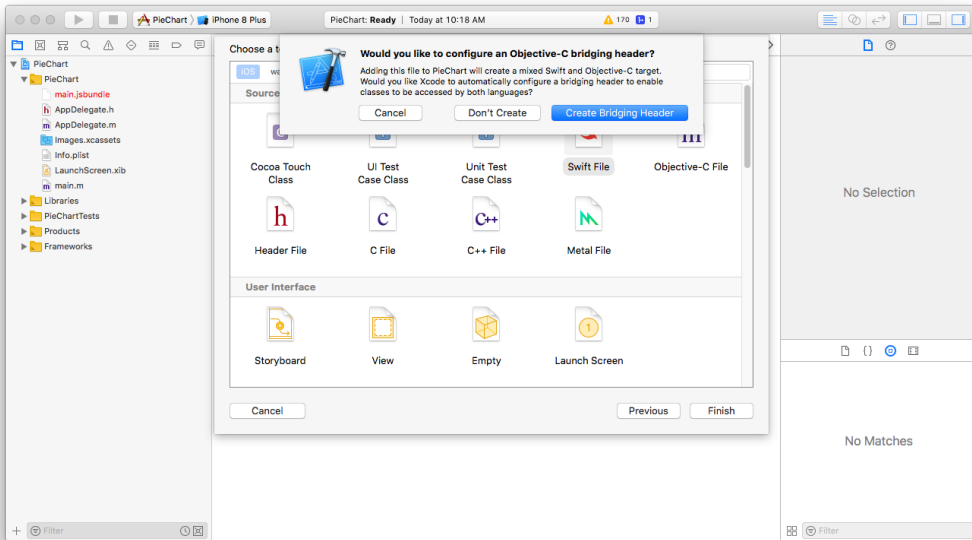 PieChart
iPhone 8 Plus
PieChart: Ready | Today at 10:18 AM
170
1
PieChart
PieChart
main.jsbundle
AppDelegate.h
AppDelegate.m
Images.xcassets
Info.plist
LaunchScreen.xib
main.m
Libraries
PieChartTests
Products
Frameworks
Filter
Choose a t
iOS
Source
Would you like to configure an Objective-C bridging header?
Adding this file to PieChart will create a mixed Swift and Objective-C target.
Would you like Xcode to automatically configure a bridging header to enable
classes to be accessed by both languages?
Cancel
Don't Create
Create Bridging Header
Cocoa Touch
Class
UI Test
Case Class
Unit Test
Case Class
Swift File
Objective-C File
h
c
C++
Header File
C File
C++ File
Metal File
User Interface
1
Storyboard
View
Empty
Launch Screen
Cancel
Previous
Finish
No Selection
{ }
No Matches
Filter